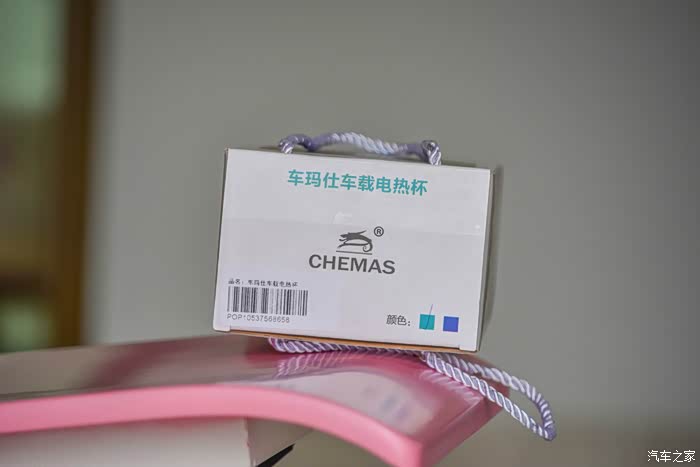 车玛仕车载电热杯
®
CHEMAS
品名：车玛仕车载电热杯
POP10537568656
颜色：
汽车之家